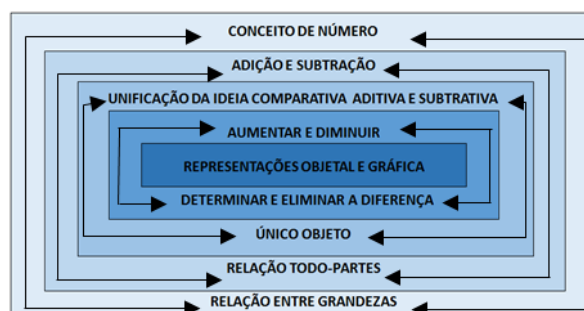 CONCEITO DE NÚMERO
ADIÇÃO E SUBTRAÇÃO
UNIFICAÇÃO DA IDEIA COMPARATIVA ADITIVA E SUBTRATIVA
AUMENTAR E DIMINUIR
REPRESENTAÇÕES OBJETAL E GRÁFICA
DETERMINAR E ELIMINAR A DIFERENÇA
ÚNICO OBJETO
RELAÇÃO TODO-PARTES
RELAÇÃO ENTRE GRANDEZAS